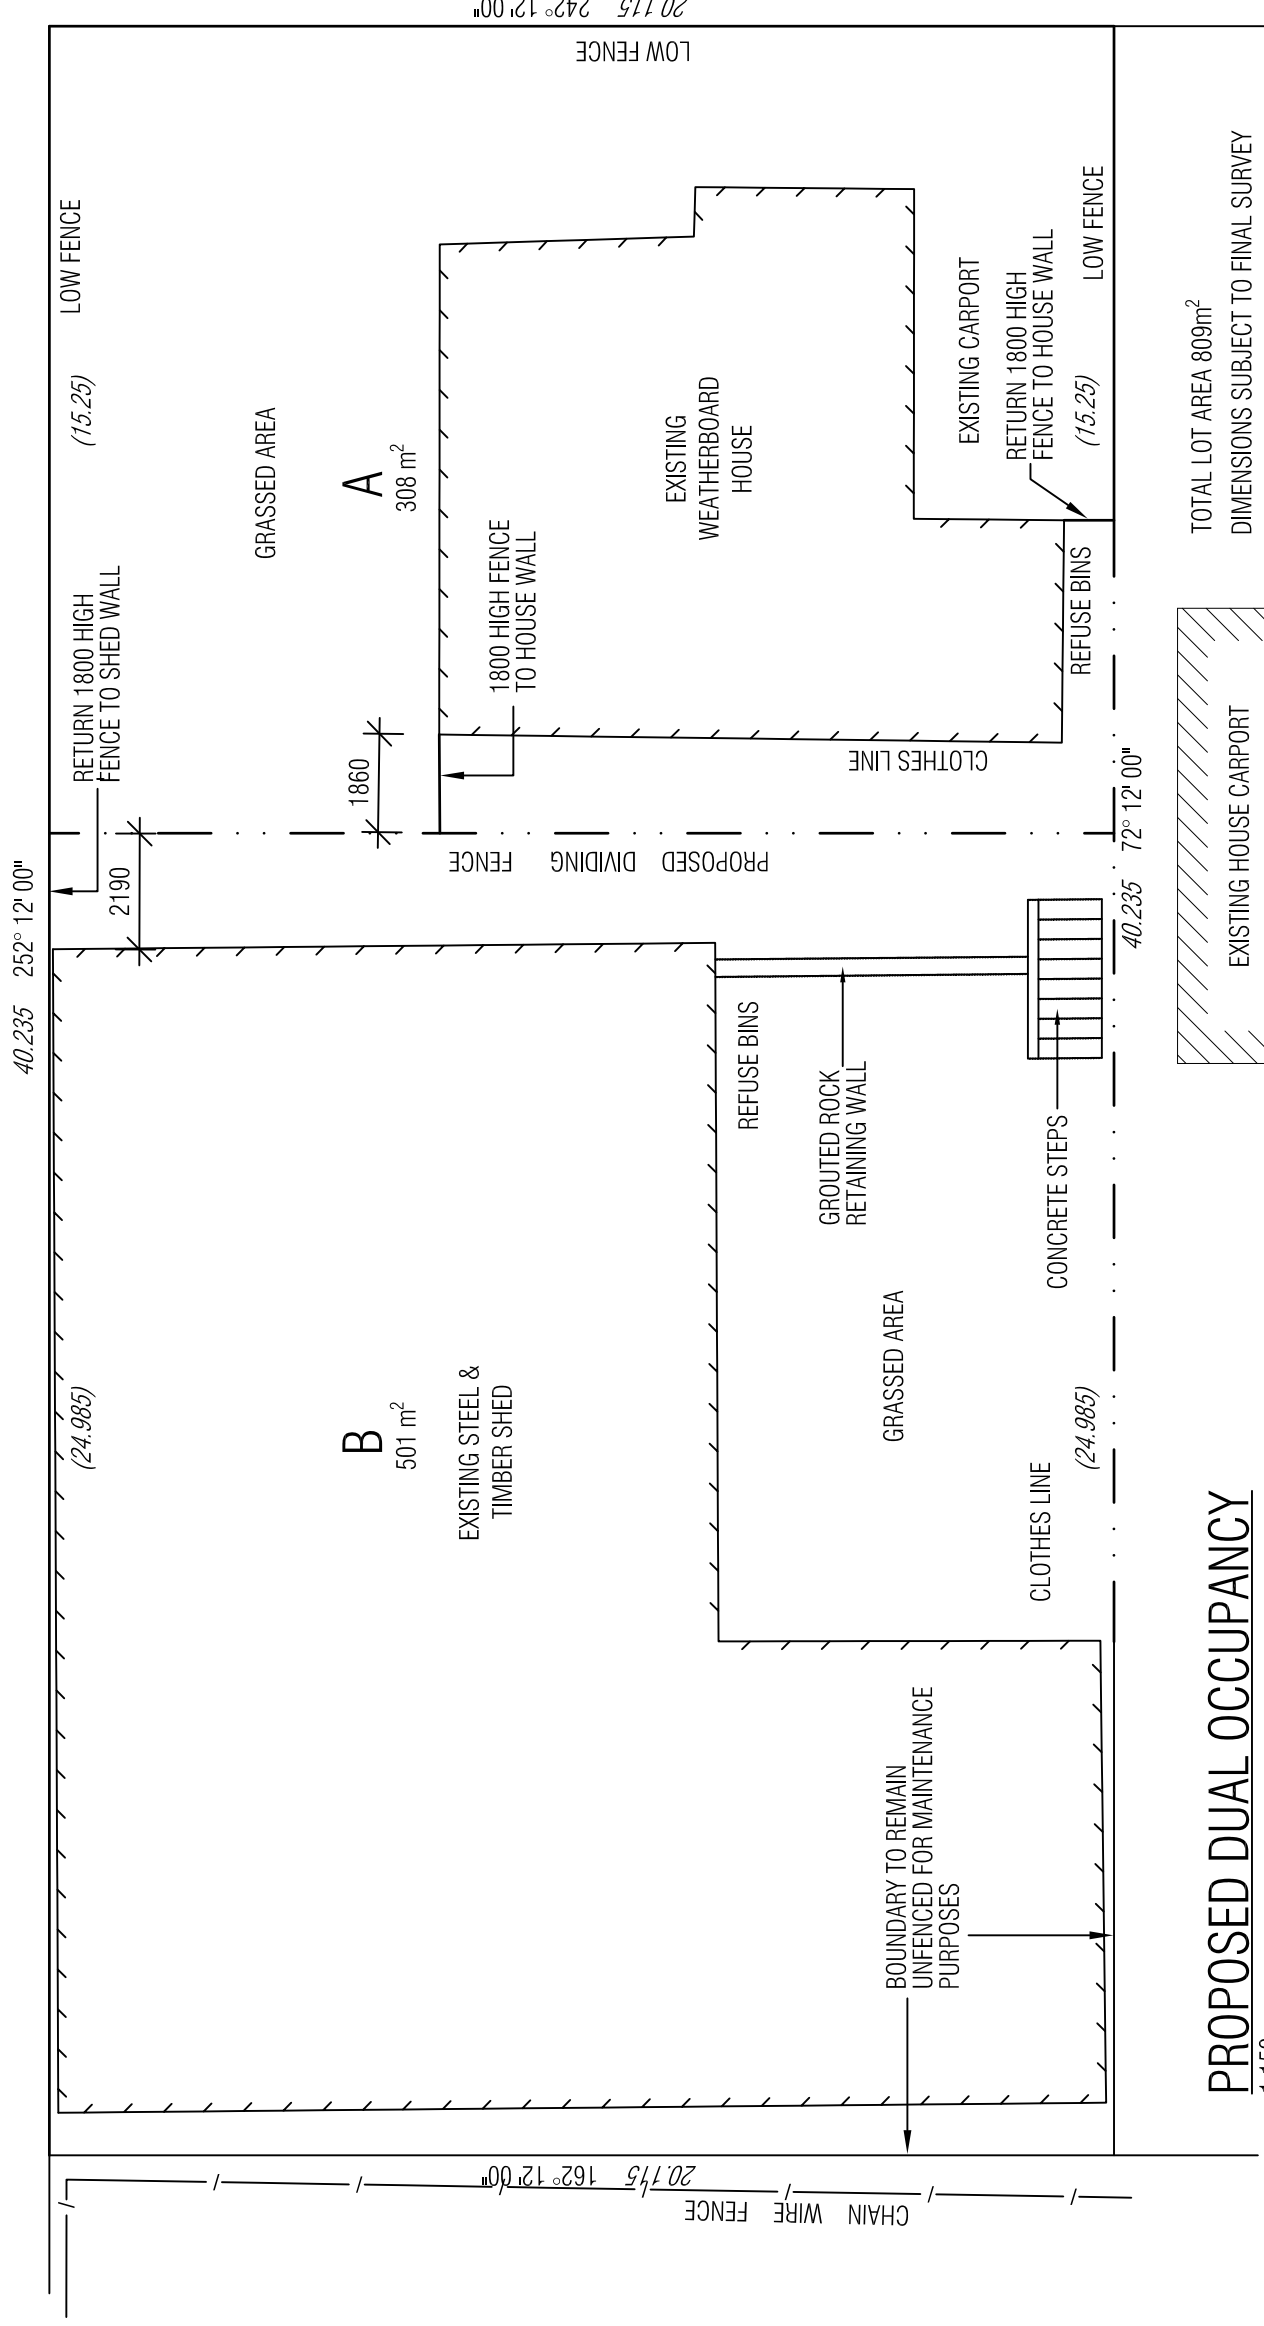 20.115 242° 12' 00"
LOW FENCE
LOW FENCE
(15.25)
GRASSED AREA
A
308 m²
RETURN 1800 HIGH
FENCE TO SHED WALL
1860
1800 HIGH FENCE
TO HOUSE WALL
EXISTING
WEATHERBOARD
HOUSE
EXISTING CARPORT
RETURN 1800 HIGH
FENCE TO HOUSE WALL
LOW FENCE
(15.25)
REFUSE BINS
CLOTHES LINE
PROPOSED DIVIDING FENCE
40.235 252° 12' 00"
2190
40.235 72° 12' 00"
REFUSE BINS
GROUTED ROCK
RETAINING WALL
CONCRETE STEPS
(24.985)
B
501 m²
EXISTING STEEL &
TIMBER SHED
GRASSED AREA
CLOTHES LINE
(24.985)
BOUNDARY TO REMAIN
UNFENCED FOR MAINTENANCE
PURPOSES
20.115 162° 12' 00"
CHAIN WIRE FENCE
TOTAL LOT AREA 809m²
DIMENSIONS SUBJECT TO FINAL SURVEY
EXISTING HOUSE CARPORT
PROPOSED DUAL OCCUPANCY